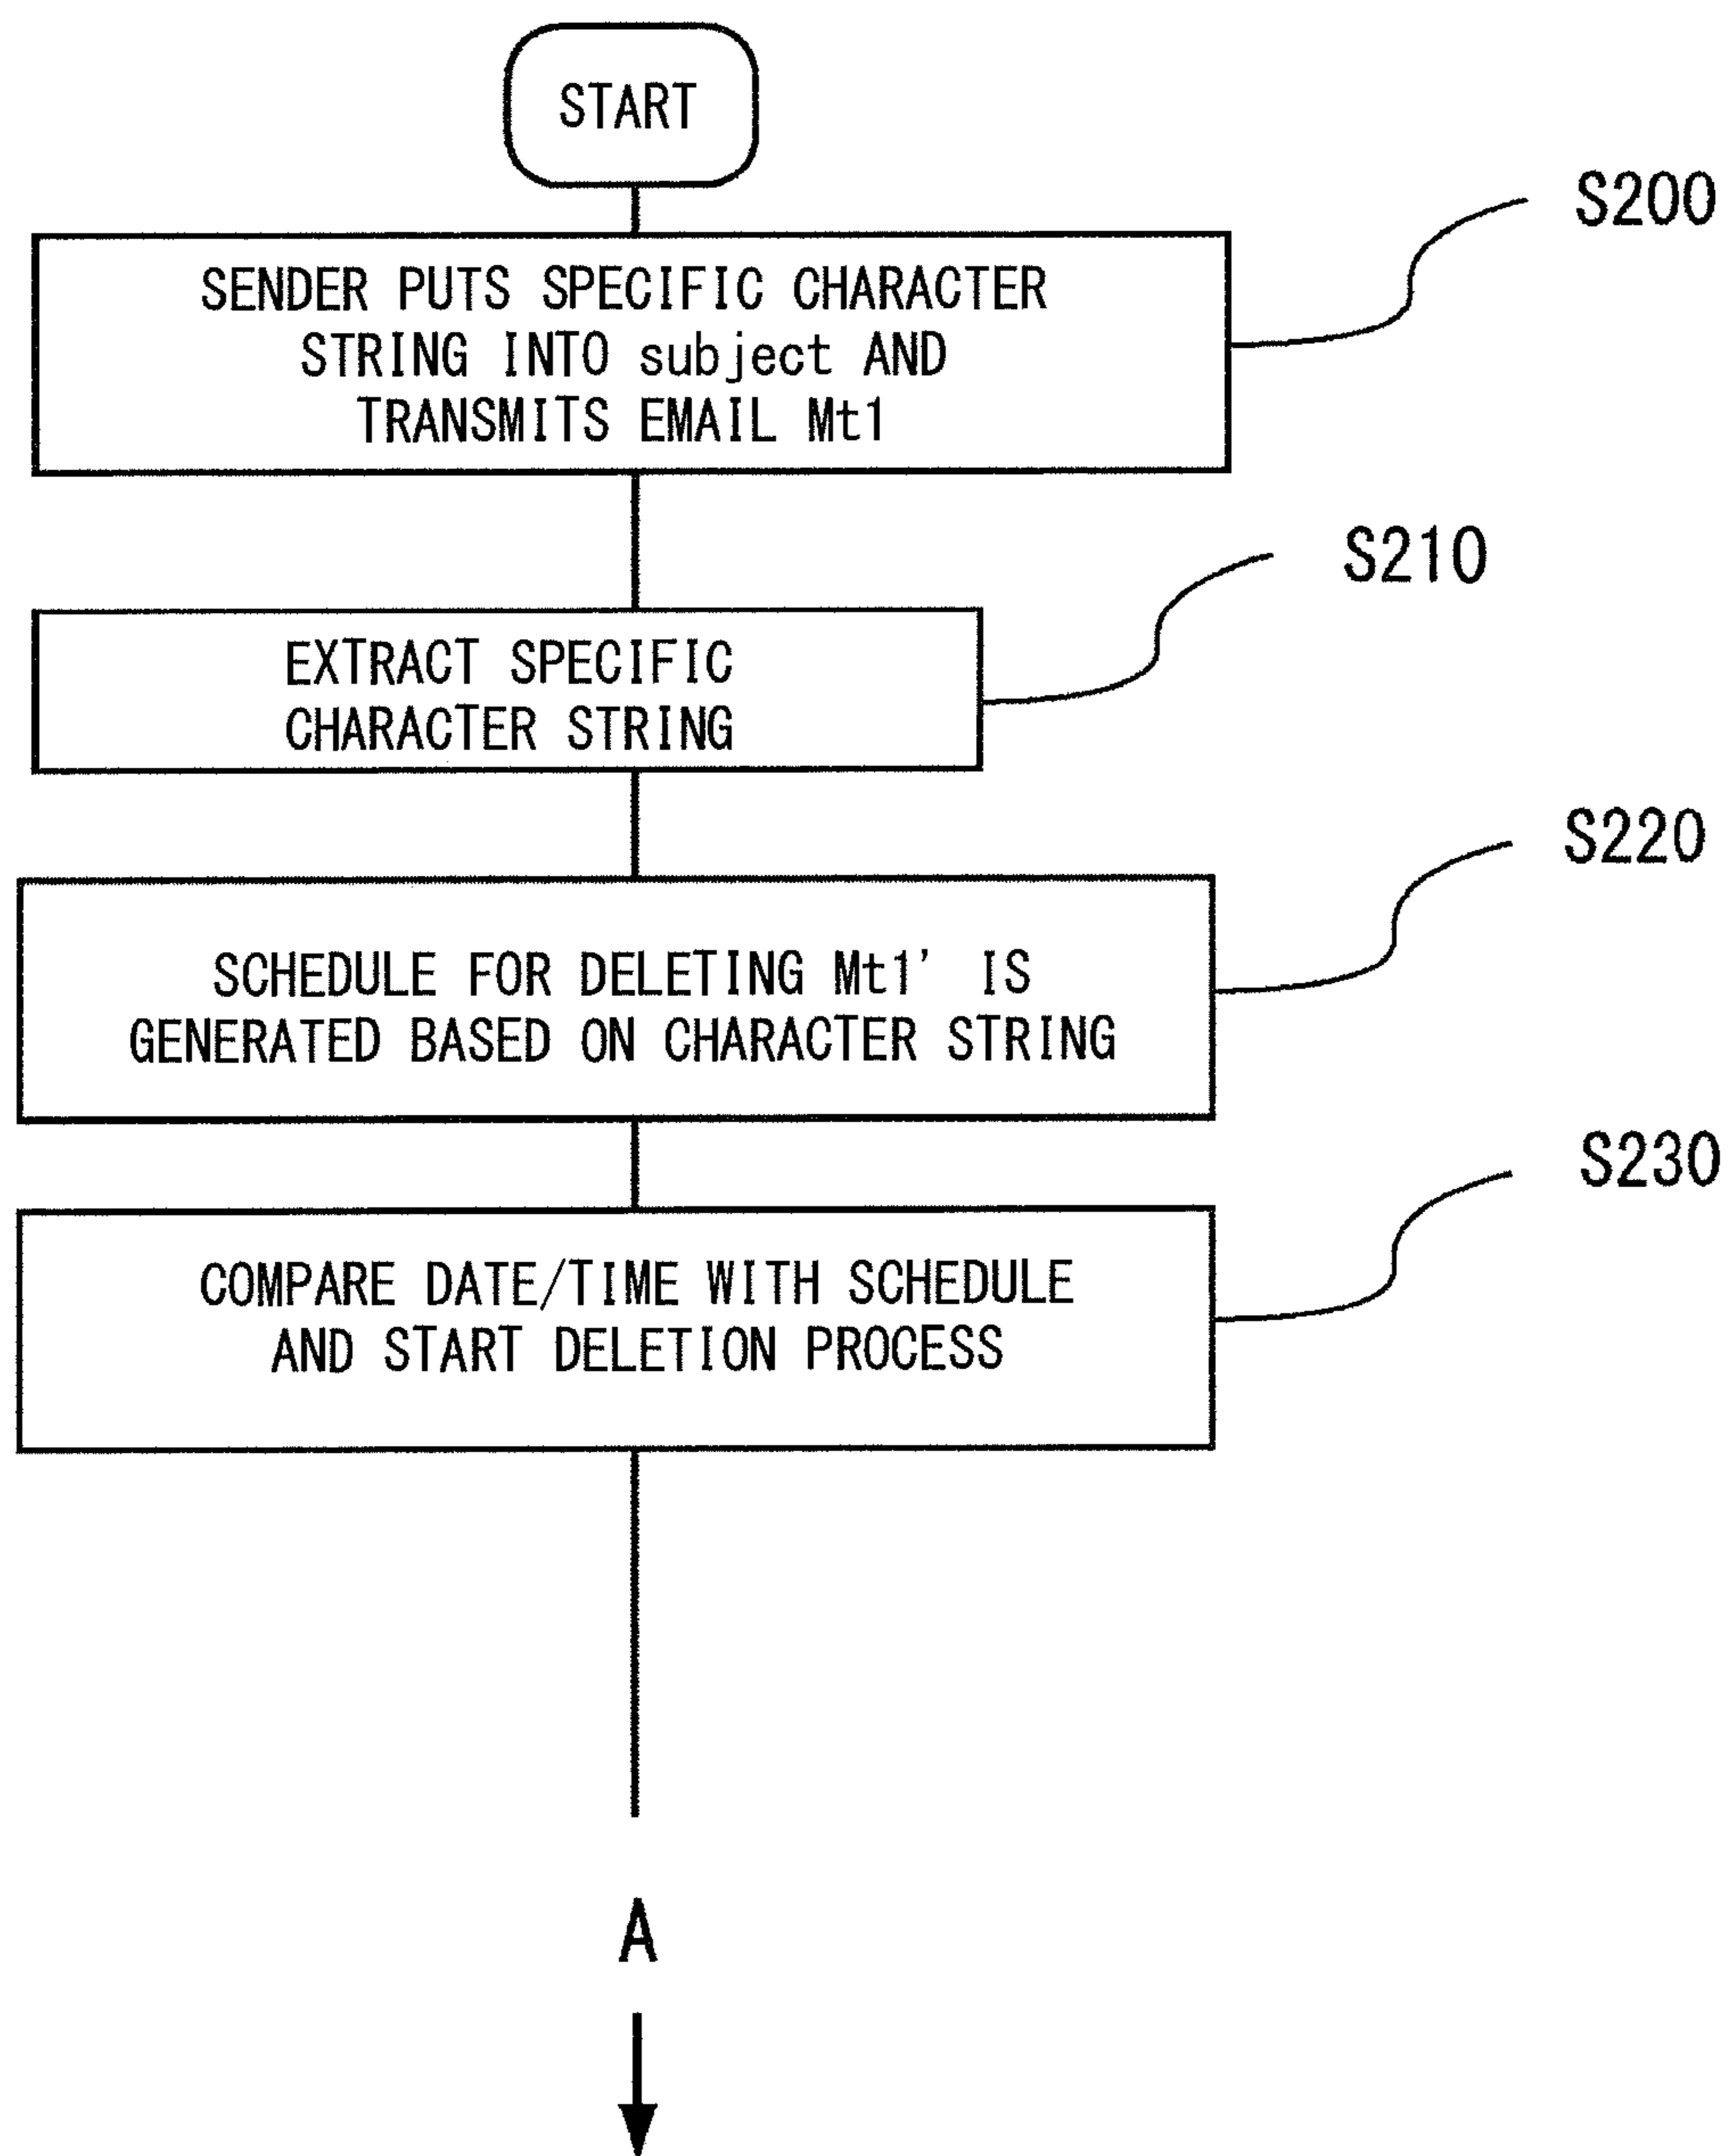 START
S200
SENDER PUTS SPECIFIC CHARACTER
STRING INTO subject AND
TRANSMITS EMAIL Mt1
S210
EXTRACT SPECIFIC
CHARACTER STRING
S220
SCHEDULE FOR DELETING Mt1' IS
GENERATED BASED ON CHARACTER STRING
S230
COMPARE DATE/TIME WITH SCHEDULE
AND START DELETION PROCESS
A